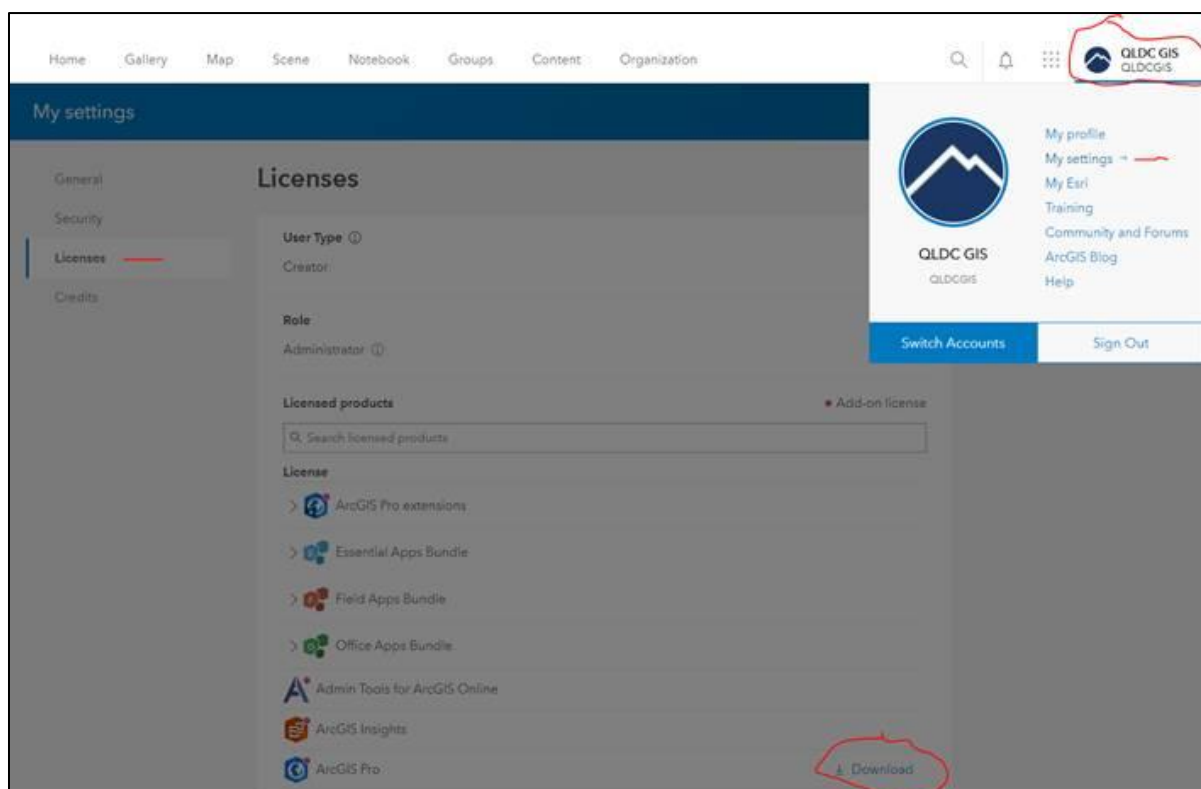 Home Gallery Map Scene Notebook Groups Content Organization QLDC GIS
QLDCGIS
My settings
General
Security
Licenses
Credits
Licenses
User Type
Creator
Role
Administrator
Licensed products Add-on license
Search licensed products
License
ArcGIS Pro extensions
Essential Apps Bundle
Field Apps Bundle
Office Apps Bundle
Admin Tools for ArcGIS Online
ArcGIS Insights
ArcGIS Pro Download
QLDC GIS
QLDCGIS
My profile
My settings
My Esri
Training
Community and Forums
ArcGIS Blog
Help
Switch Accounts Sign Out